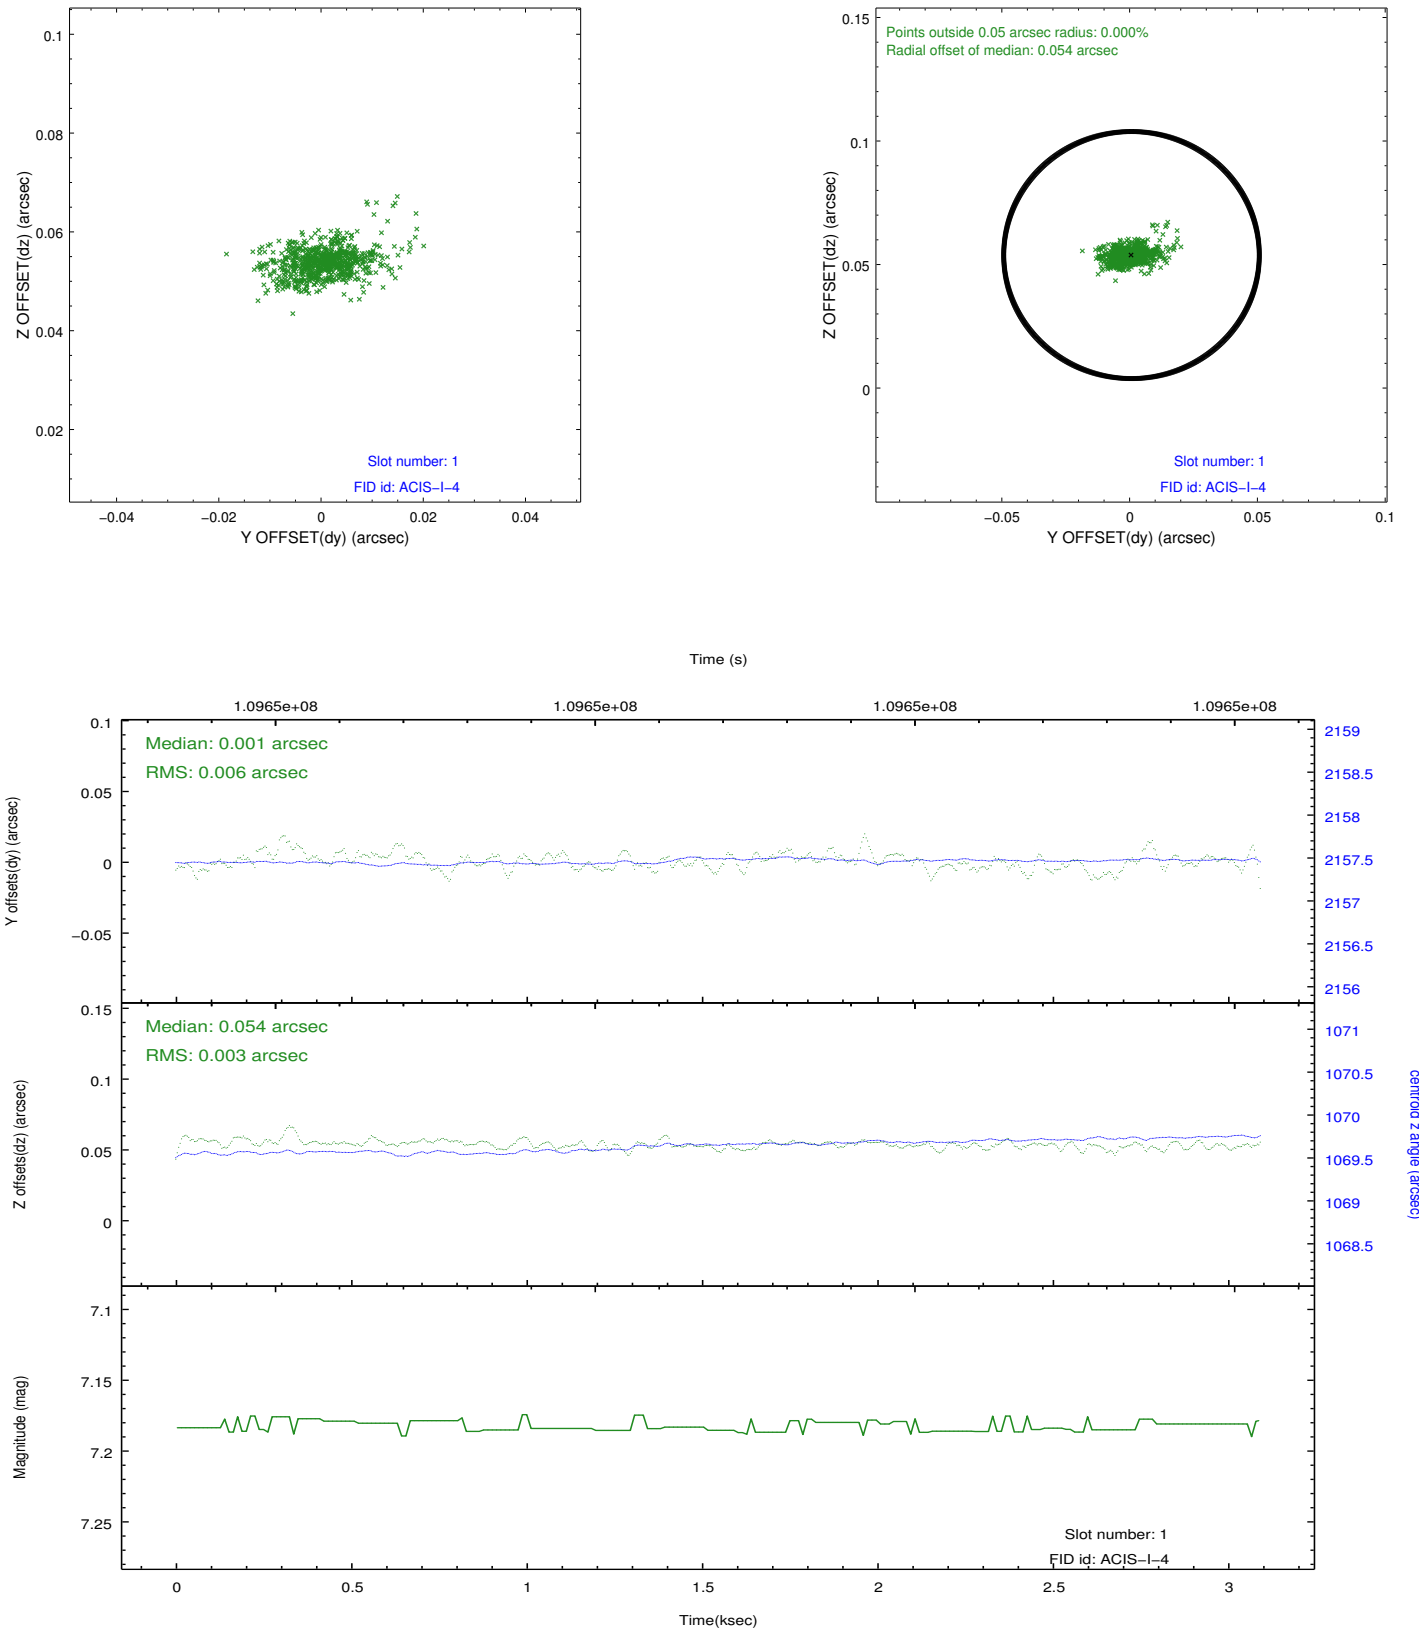 0.1
0.08
0.06
0.04
0.02
Z OFFSET(dz) (arcsec)
Slot number: 1
FID id: ACIS−I−4
−0.04 −0.02 0 0.02 0.04
Y OFFSET(dy) (arcsec)
Points outside 0.05 arcsec radius: 0.000%
Radial offset of median: 0.054 arcsec
0.15
0.1
0.05
0
Z OFFSET(dz) (arcsec)
Slot number: 1
FID id: ACIS−I−4
−0.05 0 0.05 0.1
Y OFFSET(dy) (arcsec)
Time (s)
1.0965e+08 1.0965e+08 1.0965e+08 1.0965e+08
Median: 0.001 arcsec
RMS: 0.006 arcsec
0.1
0.05
0
−0.05
Y offsets(dy) (arcsec)
2159
2158.5
2158
2157.5
2157
2156.5
2156
Median: 0.054 arcsec
RMS: 0.003 arcsec
0.15
0.1
0.05
0
Z offsets(dz) (arcsec)
1071
1070.5
1070
1069.5
1069
1068.5
centroid z angle (arcsec)
7.1
7.15
7.2
7.25
Magnitude (mag)
Slot number: 1
FID id: ACIS−I−4
0 0.5 1 1.5 2 2.5 3
Time(ksec)